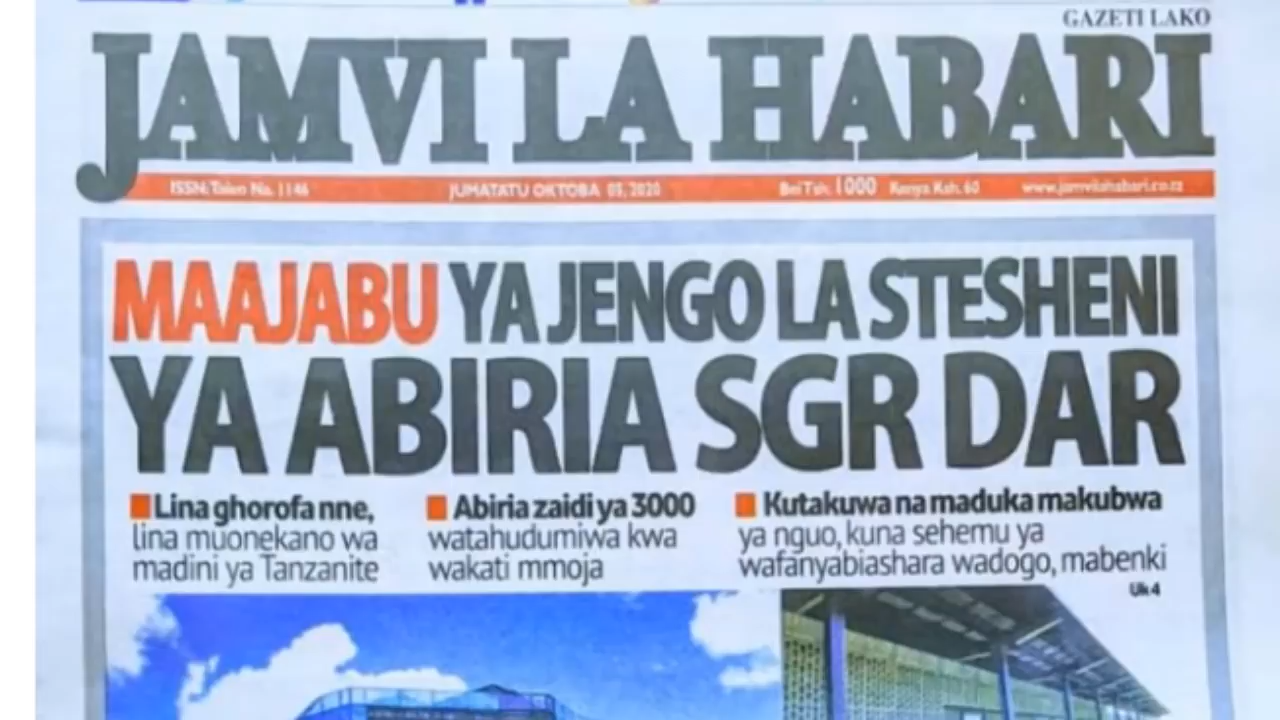 GAZETI LAKO
JAMVI LA HABARI
ISSN: Toleo No. 1146 JUMATATU OKTOBA 05, 2020 Bei Tsh. 1000 Kenya Ksh. 60 www.jamvilahabari.co.tz
MAAJABU YA JENGO LA STESHENI
YA ABIRIA SGR DAR
Lina ghorofa nne,
lina muonekano wa
madini ya Tanzanite
Abiria zaidi ya 3000
watahudumiwa kwa
wakati mmoja
Kutakuwa na maduka makubwa
ya nguo, kuna sehemu ya
wafanyabiashara wadogo, mabenki
Uk 4